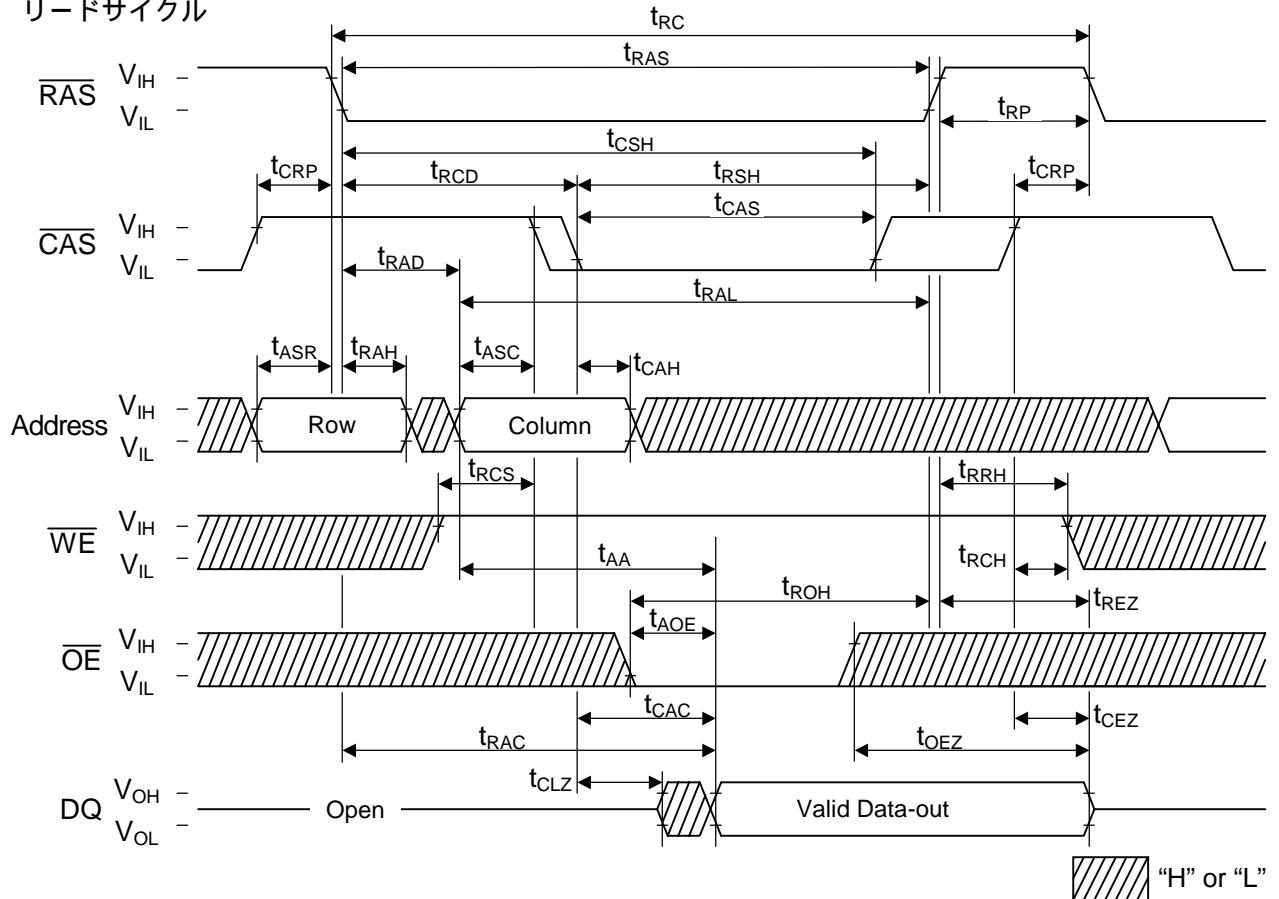 リードサイクル
tRC
tRAS
RAS
VIH
VIL
tRP
tCSH
tCRP
tRCD
tRSH
tCRP
tCAS
CAS
VIH
VIL
tRAD
tRAL
tASR
tRAH
tASC
tCAH
Address
VIH
VIL
Row
Column
tRCS
tRRH
WE
VIH
VIL
tAA
tRCH
tROH
tREZ
tAOE
OE
VIH
VIL
tCAC
tCEZ
tRAC
tOEZ
tCLZ
DQ
VOH
VOL
Open
Valid Data-out
“H” or “L”